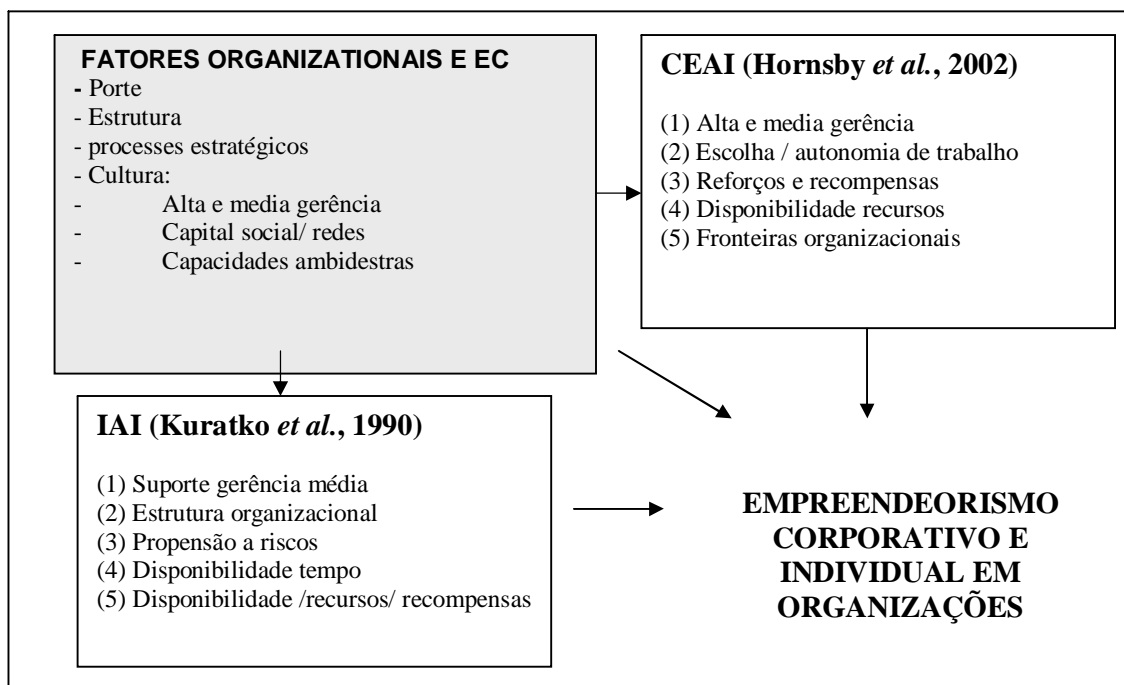 FATORES ORGANIZATIONAIS E EC
- Porte
- Estrutura
- processes estratégicos
- Cultura:
- Alta e media gerência
- Capital social/ redes
- Capacidades ambidestras
CEAI (Hornsby et al., 2002)
(1) Alta e media gerência
(2) Escolha / autonomia de trabalho
(3) Reforços e recompensas
(4) Disponibilidade recursos
(5) Fronteiras organizacionais
IAI (Kuratko et al., 1990)
(1) Suporte gerência média
(2) Estrutura organizacional
(3) Propensão a riscos
(4) Disponibilidade tempo
(5) Disponibilidade /recursos/ recompensas
EMPREENDEORISMO
CORPORATIVO E
INDIVIDUAL EM
ORGANIZAÇÕES